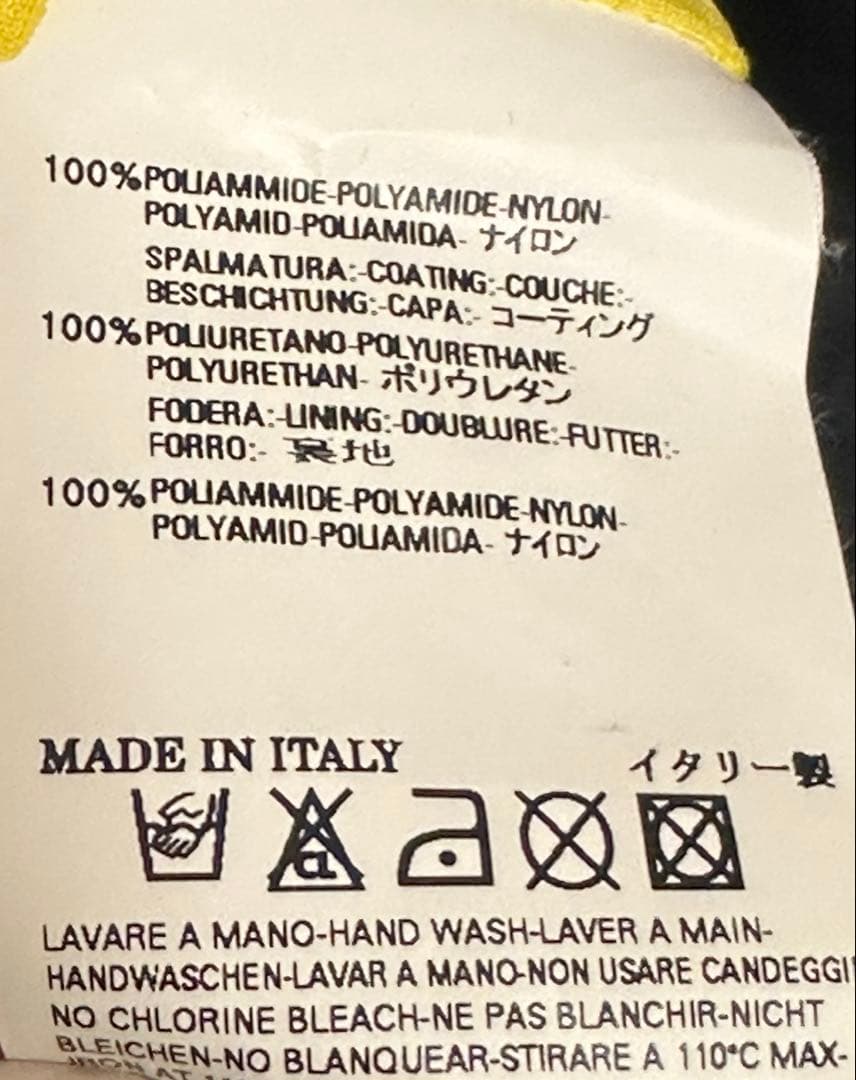 100%POLIAMMIDE-POLYAMIDE-NYLON-
POLYAMID-POLIAMIDA- ナイロン
SPALMATURA:-COATING:-COUCHE:-
BESCHICHTUNG:-CAPA:- コーティング
100%POLIURETANO-POLYURETHANE-
POLYURETHAN- ポリウレタン
FODERA:-LINING:-DOUBLURE:-FUTTER:-
FORRO:- 裏地
100%POLIAMMIDE-POLYAMIDE-NYLON-
POLYAMID-POLIAMIDA- ナイロン
MADE IN ITALY イタリー製
CL
LAVARE A MANO-HAND WASH-LAVER A MAIN-
HANDWASCHEN-LAVAR A MANO-NON USARE CANDEGGI
NO CHLORINE BLEACH-NE PAS BLANCHIR-NICHT
BLEICHEN-NO BLANQUEAR-STIRARE A 110°C MAX-
IRON AT